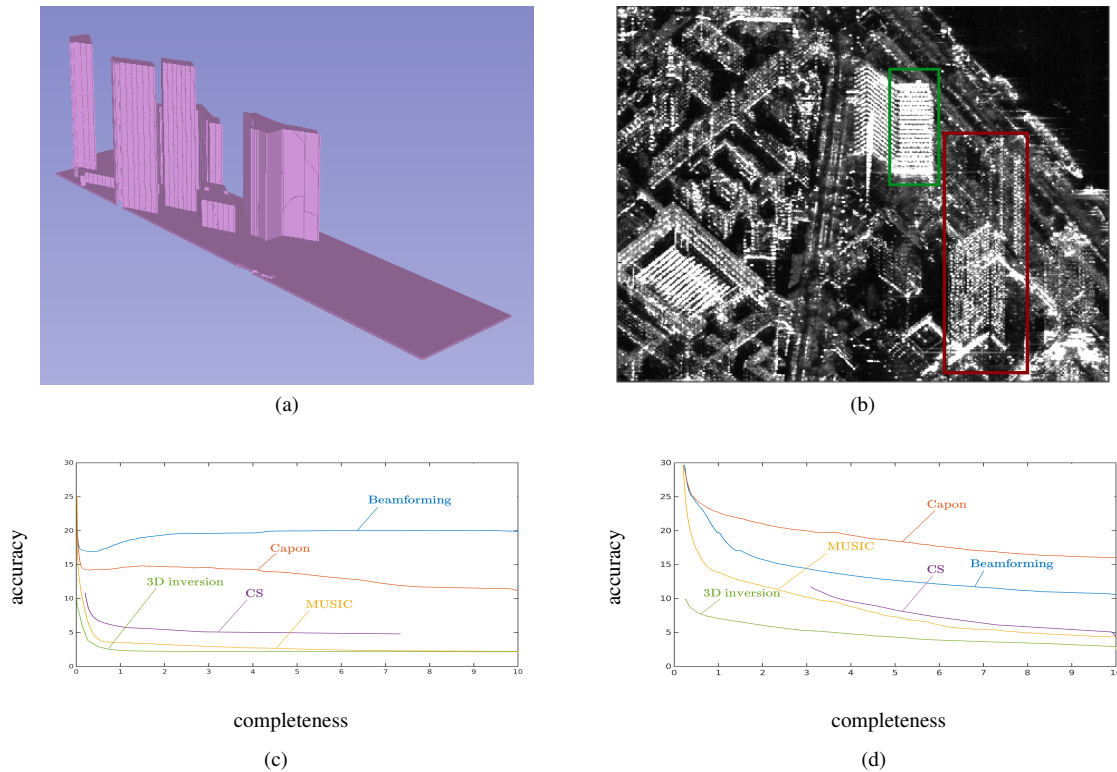 (a)
(b)
30
25
20
15
10
5
0
0 1 2 3 4 5 6 7 8 9 10
accuracy
completeness
Beamforming
Capon
3D inversion
CS
MUSIC
(c)
30
25
20
15
10
5
0
0 1 2 3 4 5 6 7 8 9 10
accuracy
completeness
Capon
MUSIC
Beamforming
CS
3D inversion
(d)